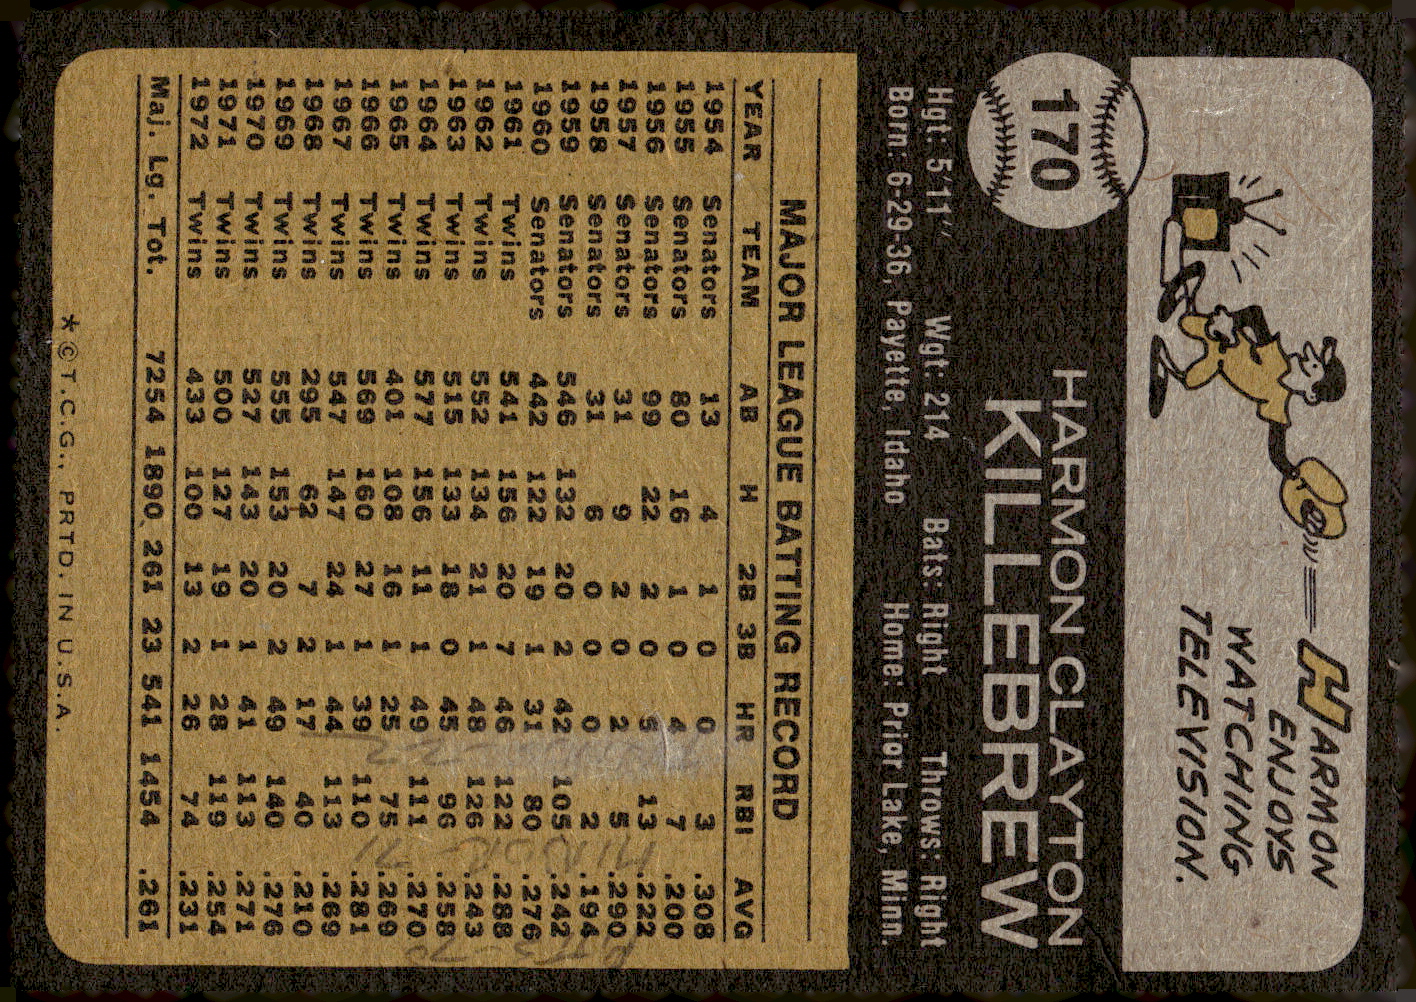 170
HARMON CLAYTON
KILLEBREW
Hgt: 5'11" Wgt: 214 Bats: Right Throws: Right
Born: 6-29-36, Payette, Idaho Home: Prior Lake, Minn.
HARMON
ENJOYS
WATCHING
TELEVISION.
MAJOR LEAGUE BATTING RECORD
YEAR TEAM AB H 2B 3B HR RBI AVG
1954 Senators 13 4 1 0 0 3 .308
1955 Senators 80 16 1 0 4 7 .200
1956 Senators 99 22 2 0 5 13 .222
1957 Senators 31 9 2 0 2 5 .290
1958 Senators 31 6 0 0 0 2 .194
1959 Senators 546 132 20 2 42 105 .242
1960 Senators 442 122 19 1 31 80 .276
1961 Twins 541 156 20 7 46 122 .288
1962 Twins 552 134 21 1 48 126 .243
1963 Twins 515 133 18 0 45 96 .258
1964 Twins 577 156 11 1 49 111 .270
1965 Twins 401 108 16 1 25 75 .269
1966 Twins 569 160 27 1 39 110 .281
1967 Twins 547 147 24 1 44 113 .269
1968 Twins 295 62 7 2 17 40 .210
1969 Twins 555 153 20 2 49 140 .276
1970 Twins 527 143 20 1 41 113 .271
1971 Twins 500 127 19 1 28 119 .254
1972 Twins 433 100 13 2 26 74 .231
Maj. Lg. Tot. 7254 1890 261 23 541 1454 .261
*©T.C.G., PRTD. IN U.S.A.